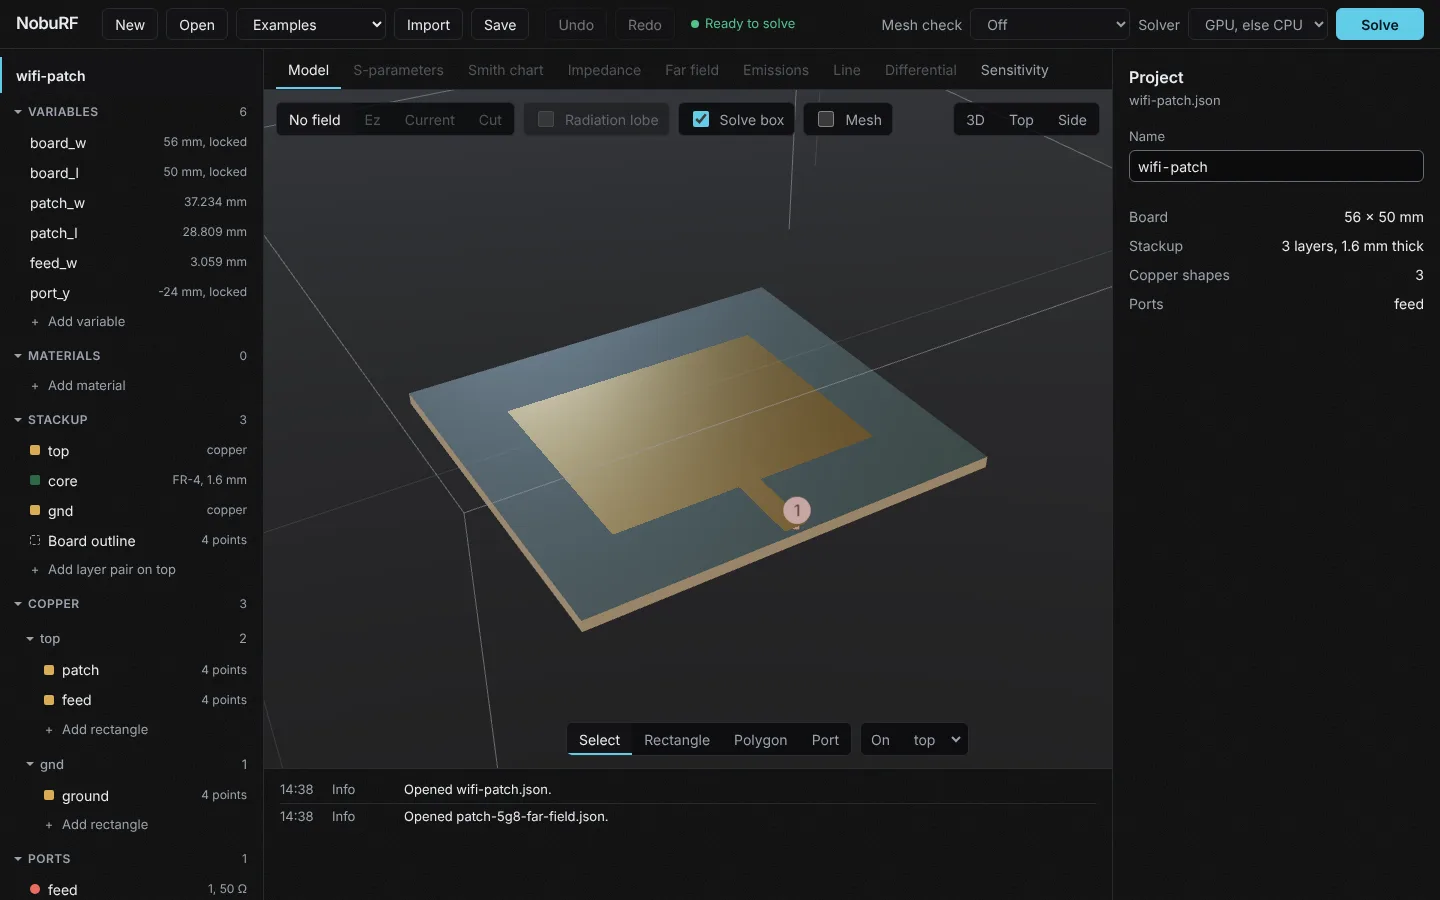 NobuRF New Open Examples Import Save Undo Redo Ready to solve Mesh check Off Solver GPU, else CPU Solve
wifi-patch
VARIABLES 6
board_w 56 mm, locked
board_l 50 mm, locked
patch_w 37.234 mm
patch_l 28.809 mm
feed_w 3.059 mm
port_y -24 mm, locked
+ Add variable
MATERIALS 0
+ Add material
STACKUP 3
top copper
core FR-4, 1.6 mm
gnd copper
Board outline 4 points
+ Add layer pair on top
COPPER 3
top 2
patch 4 points
feed 4 points
+ Add rectangle
gnd 1
ground 4 points
+ Add rectangle
PORTS 1
feed 1, 50 Ω
Model S-parameters Smith chart Impedance Far field Emissions Line Differential Sensitivity
No field Ez Current Cut Radiation lobe Solve box Mesh 3D Top Side
1
Select Rectangle Polygon Port On top
14:38 Info Opened wifi-patch.json.
14:38 Info Opened patch-5g8-far-field.json.
Project
wifi-patch.json
Name
wifi-patch
Board 56 × 50 mm
Stackup 3 layers, 1.6 mm thick
Copper shapes 3
Ports feed